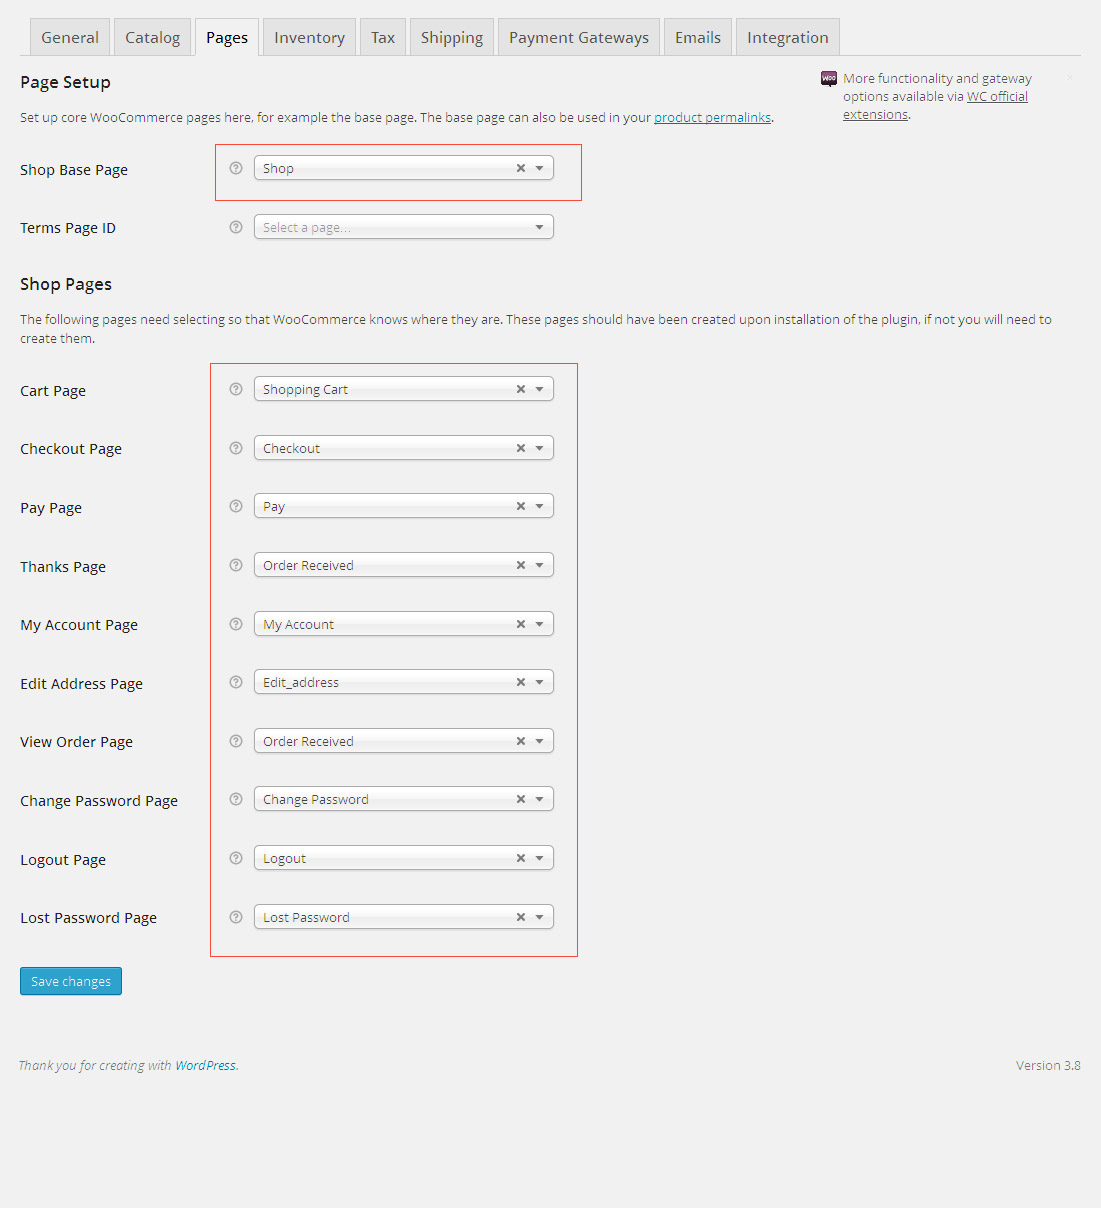 General Catalog Pages Inventory Tax Shipping Payment Gateways Emails Integration
Page Setup
woo More functionality and gateway
options available via WC official
extensions.
Set up core WooCommerce pages here, for example the base page. The base page can also be used in your product permalinks.
Shop Base Page ? Shop
Terms Page ID ? Select a page...
Shop Pages
The following pages need selecting so that WooCommerce knows where they are. These pages should have been created upon installation of the plugin, if not you will need to
create them.
Cart Page ? Shopping Cart
Checkout Page ? Checkout
Pay Page ? Pay
Thanks Page ? Order Received
My Account Page ? My Account
Edit Address Page ? Edit_address
View Order Page ? Order Received
Change Password Page ? Change Password
Logout Page ? Logout
Lost Password Page ? Lost Password
Save changes
Thank you for creating with WordPress. Version 3.8